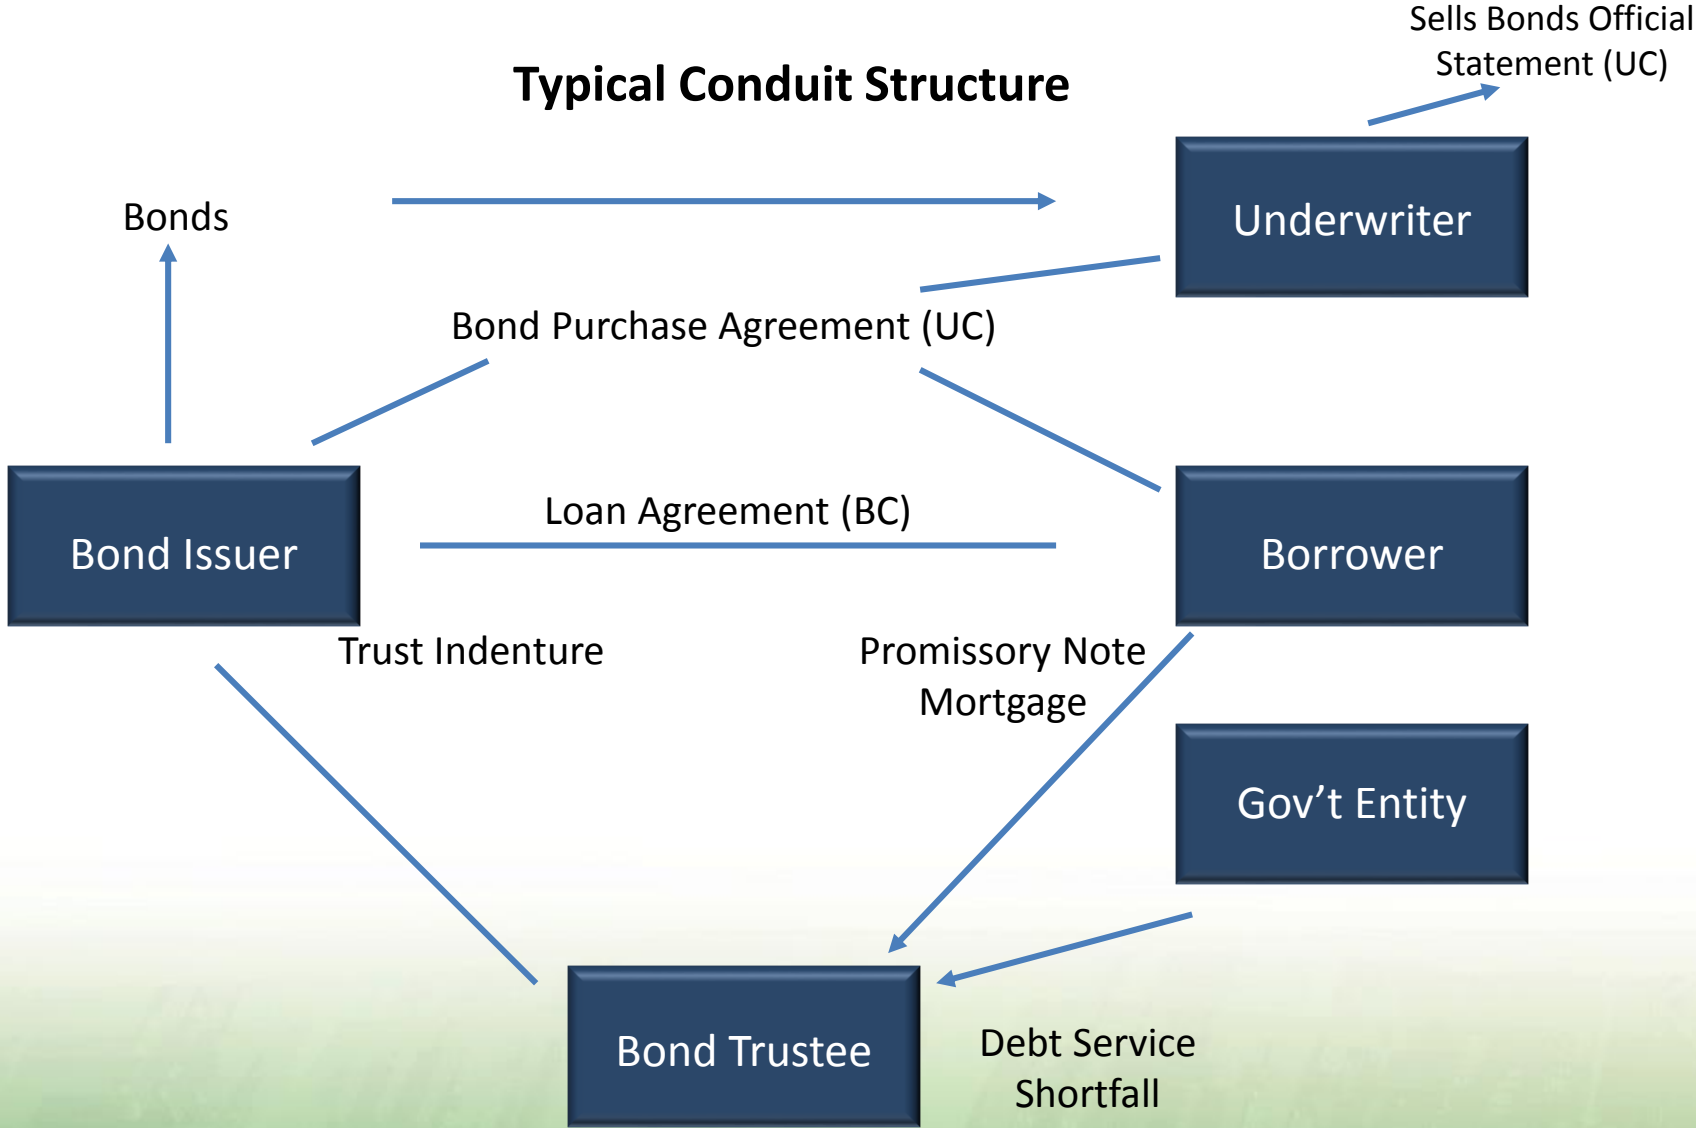 Sells Bonds Official
Statement (UC)
Typical Conduit Structure
Underwriter
Bonds
Bond Purchase Agreement (UC)
Loan Agreement (BC)
Bond Issuer
Borrower
Trust Indenture
Promissory Note
Mortgage
Gov’t Entity
Bond Trustee
Debt Service
Shortfall